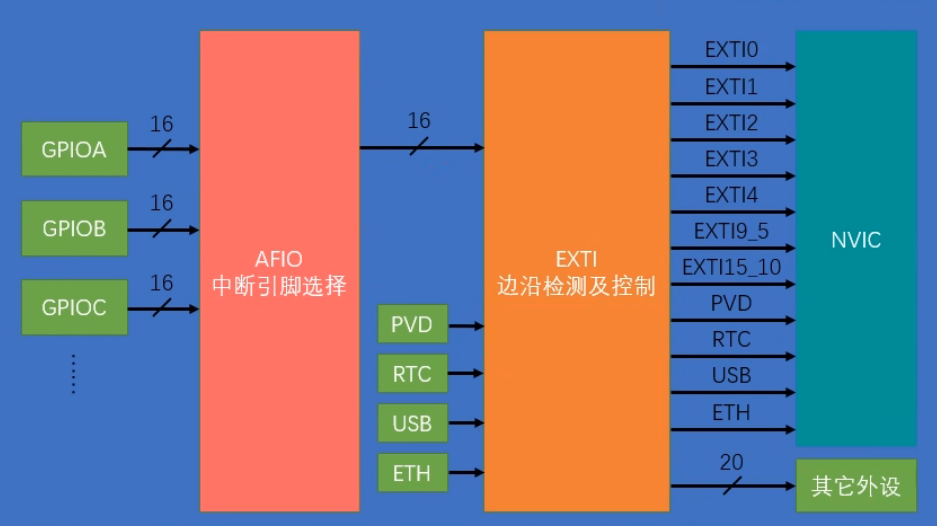 GPIOA
16
GPIOB
16
GPIOC
16
AFIO
中断引脚选择
16
PVD
RTC
USB
ETH
EXTI
边沿检测及控制
EXTI0
EXTI1
EXTI2
EXTI3
EXTI4
EXTI9_5
EXTI15_10
PVD
RTC
USB
ETH
20
NVIC
其它外设